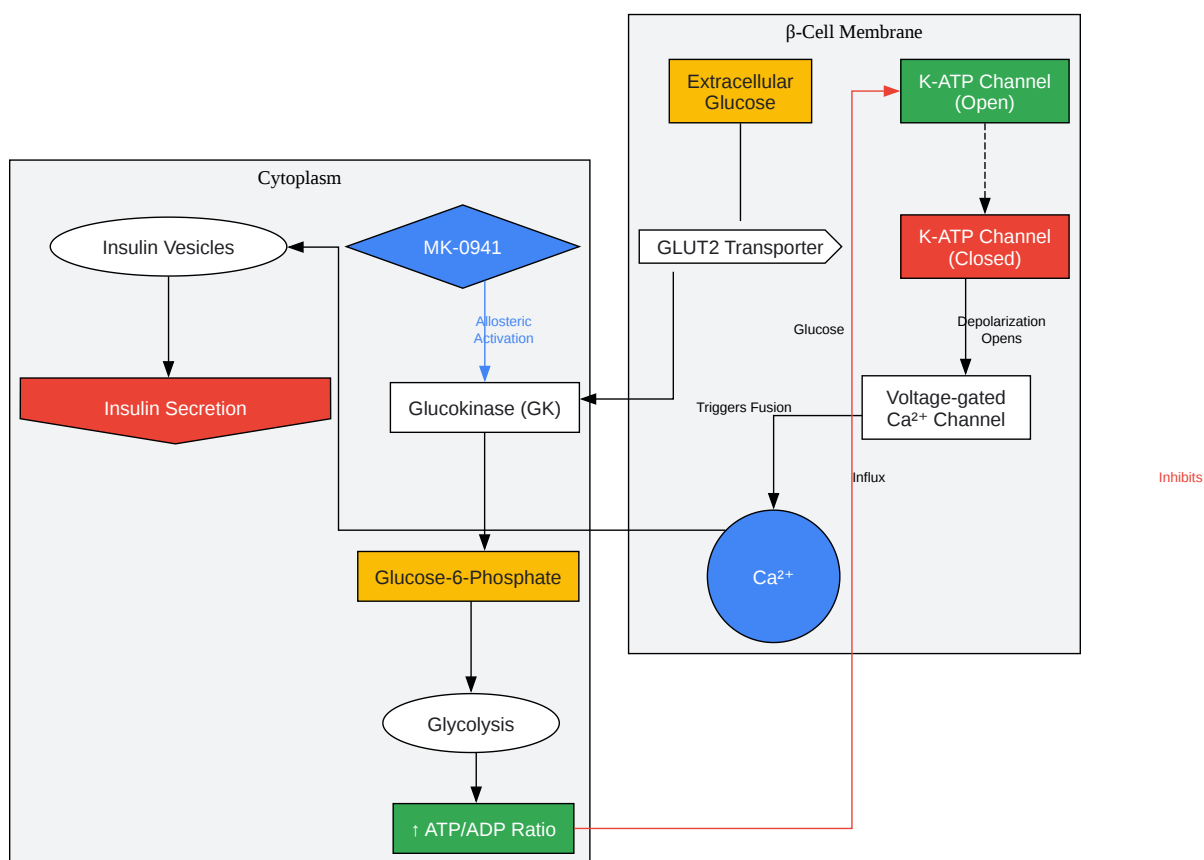 β-Cell Membrane
Extracellular
Glucose
K-ATP Channel
(Open)
Cytoplasm
Insulin Vesicles
MK-0941
GLUT2 Transporter
K-ATP Channel
(Closed)
Allosteric
Activation
Glucose
Depolarization
Opens
Insulin Secretion
Glucokinase (GK)
Triggers Fusion
Voltage-gated
Ca²⁺ Channel
Influx
Inhibits
Glucose-6-Phosphate
Ca²⁺
Glycolysis
↑ ATP/ADP Ratio